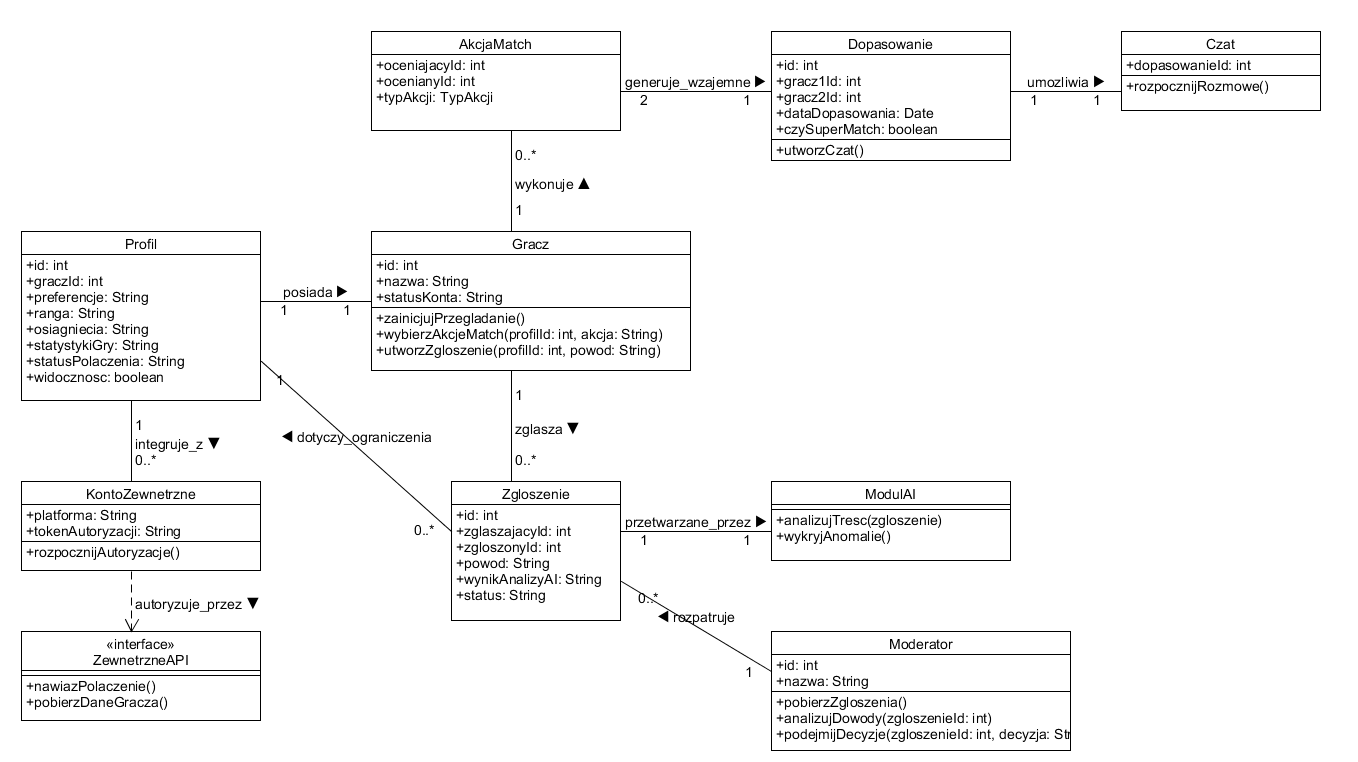 AkcjaMatch
+oceniajacyId: int
+ocenianyId: int
+typAkcji: TypAkcji
generuje_wzajemne ▶
2 1
Dopasowanie
+id: int
+gracz1Id: int
+gracz2Id: int
+dataDopasowania: Date
+czySuperMatch: boolean
+utworzCzat()
umozliwia ▶
1 1
Czat
+dopasowanieId: int
+rozpocznijRozmowe()
0..*
wykonuje ▲
1
Profil
+id: int
+graczId: int
+preferencje: String
+ranga: String
+osiagniecia: String
+statystykiGry: String
+statusPolaczenia: String
+widocznosc: boolean
posiada ▶
1 1
Gracz
+id: int
+nazwa: String
+statusKonta: String
+zainicjujPrzegladanie()
+wybierzAkcjeMatch(profilId: int, akcja: String)
+utworzZgloszenie(profilId: int, powod: String)
1
◀ dotyczy_ograniczenia
0..*
1
integruje_z ▼
0..*
1
zglasza ▼
0..*
KontoZewnetrzne
+platforma: String
+tokenAutoryzacji: String
+rozpocznijAutoryzacje()
autoryzuje_przez ▼
«interface»
ZewnetrzneAPI
+nawiazPolaczenie()
+pobierzDaneGracza()
Zgloszenie
+id: int
+zglaszajacyId: int
+zgloszonyId: int
+powod: String
+wynikAnalizyAI: String
+status: String
przetwarzane_przez ▶
1 1
ModulAI
+analizujTresc(zgloszenie)
+wykryjAnomalie()
0..*
◀ rozpatruje
1
Moderator
+id: int
+nazwa: String
+pobierzZgloszenia()
+analizujDowody(zgloszenieId: int)
+podejmijDecyzje(zgloszenieId: int, decyzja: Str